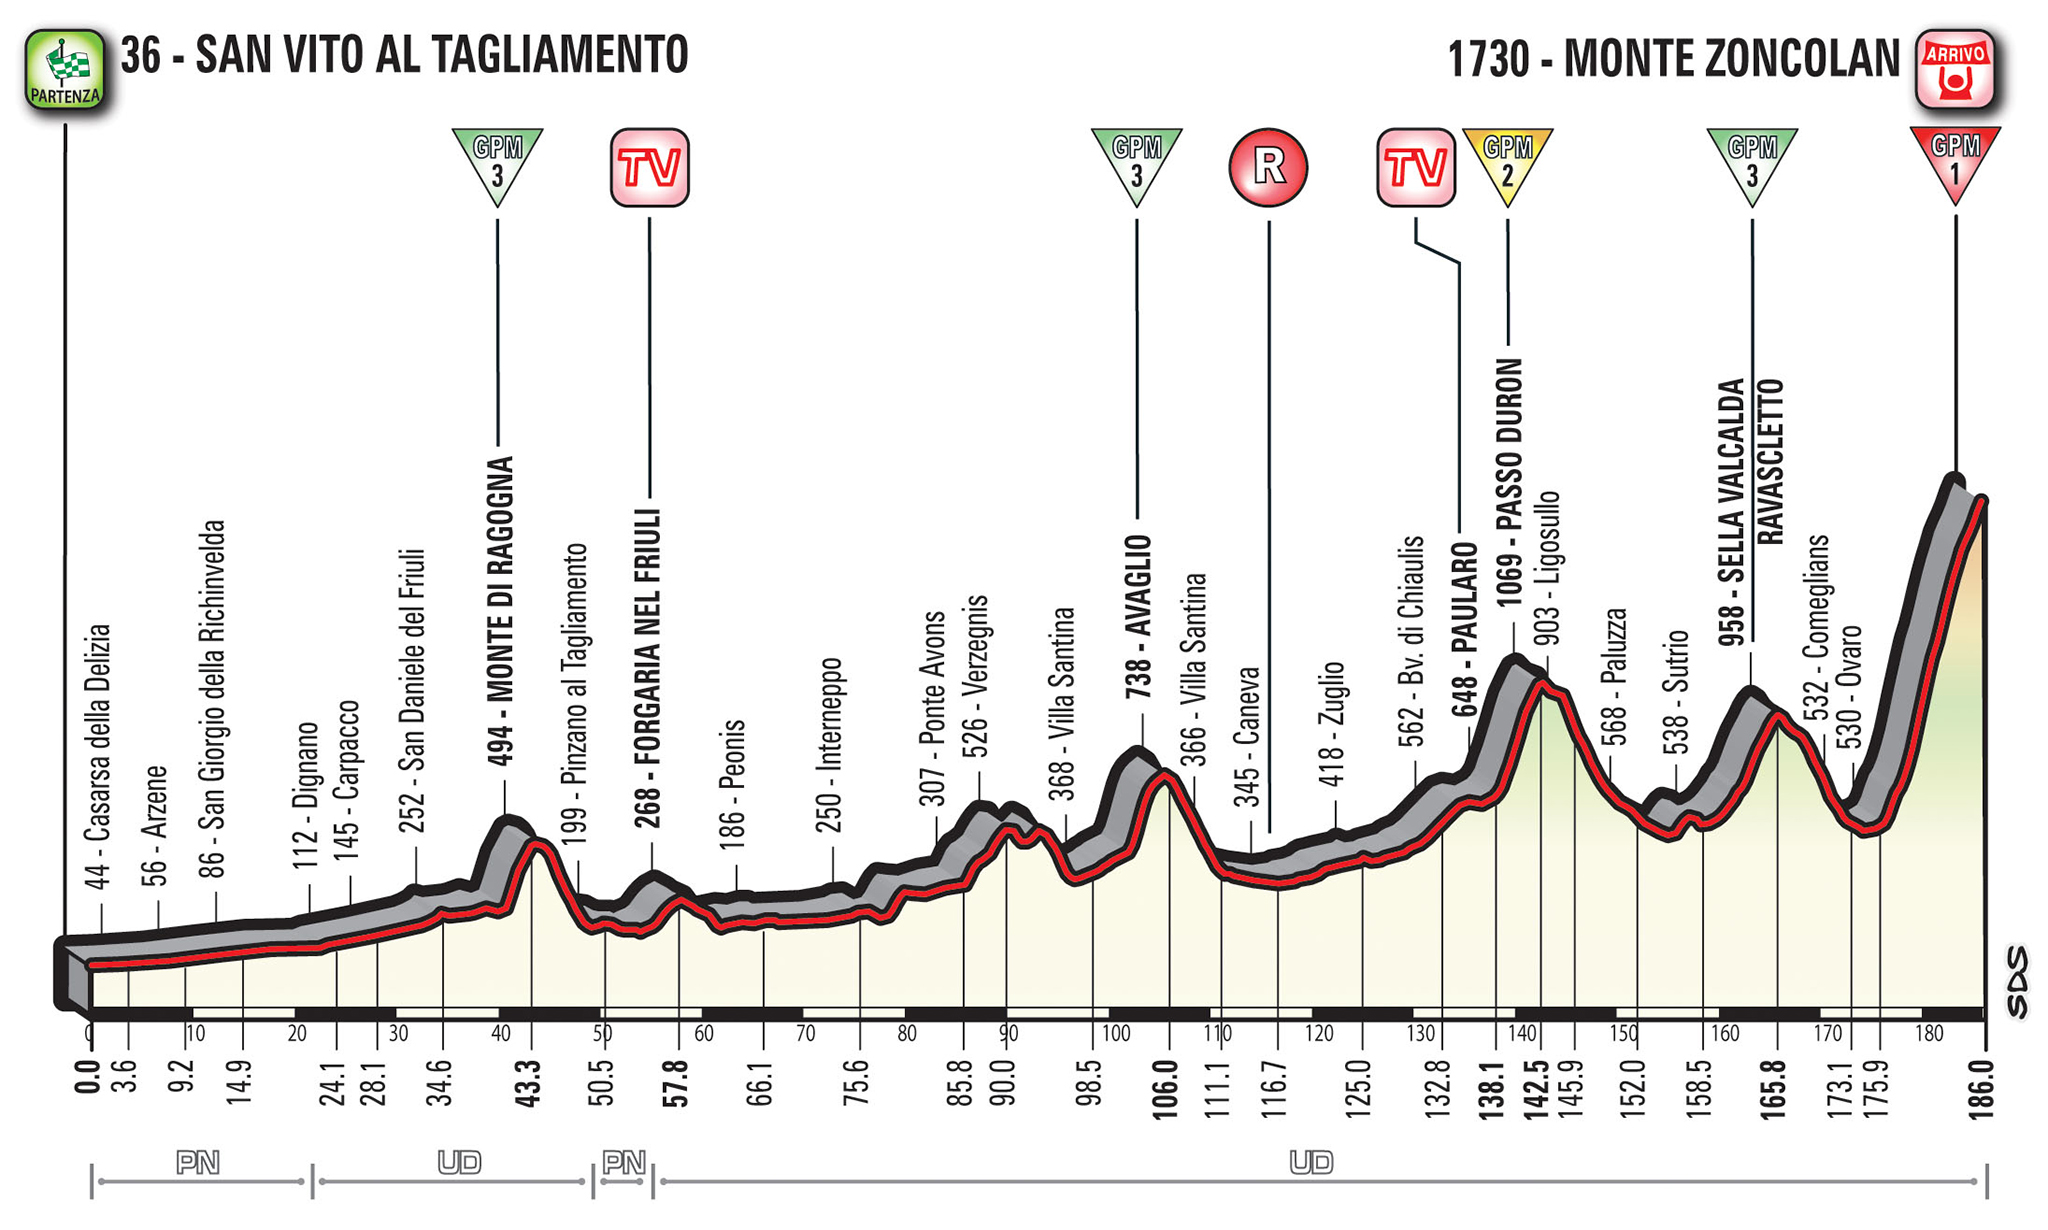 PARTENZA
36 - SAN VITO AL TAGLIAMENTO
1730 - MONTE ZONCOLAN
ARRIVO
GPM
3
TV
GPM
3
R
TV
GPM
2
GPM
3
GPM
1
44 - Casarsa della Delizia
56 - Arzene
86 - San Giorgio della Richinvelda
112 - Dignano
145 - Carpacco
252 - San Daniele del Friuli
494 - MONTE DI RAGOGNA
199 - Pinzano al Tagliamento
268 - FORGARIA NEL FRIULI
186 - Peonis
250 - Interneppo
307 - Ponte Avons
526 - Verzegnis
368 - Villa Santina
738 - AVAGLIO
366 - Villa Santina
345 - Caneva
418 - Zuglio
562 - Bv. di Chiaulis
648 - PAULARO
1069 - PASSO DURON
903 - Ligosullo
568 - Paluzza
538 - Sutrio
958 - SELLA VALCALDA
RAVASCLETTO
532 - Comeglians
530 - Ovaro
SDS
0 10 20 30 40 50 60 70 80 90 100 110 120 130 140 150 160 170 180
0.0 3.6 9.2 14.9 24.1 28.1 34.6 43.3 50.5 57.8 66.1 75.6 85.8 90.0 98.5 106.0 111.1 116.7 125.0 132.8 138.1 142.5 145.9 152.0 158.5 165.8 173.1 175.9 186.0
PN UD PN UD